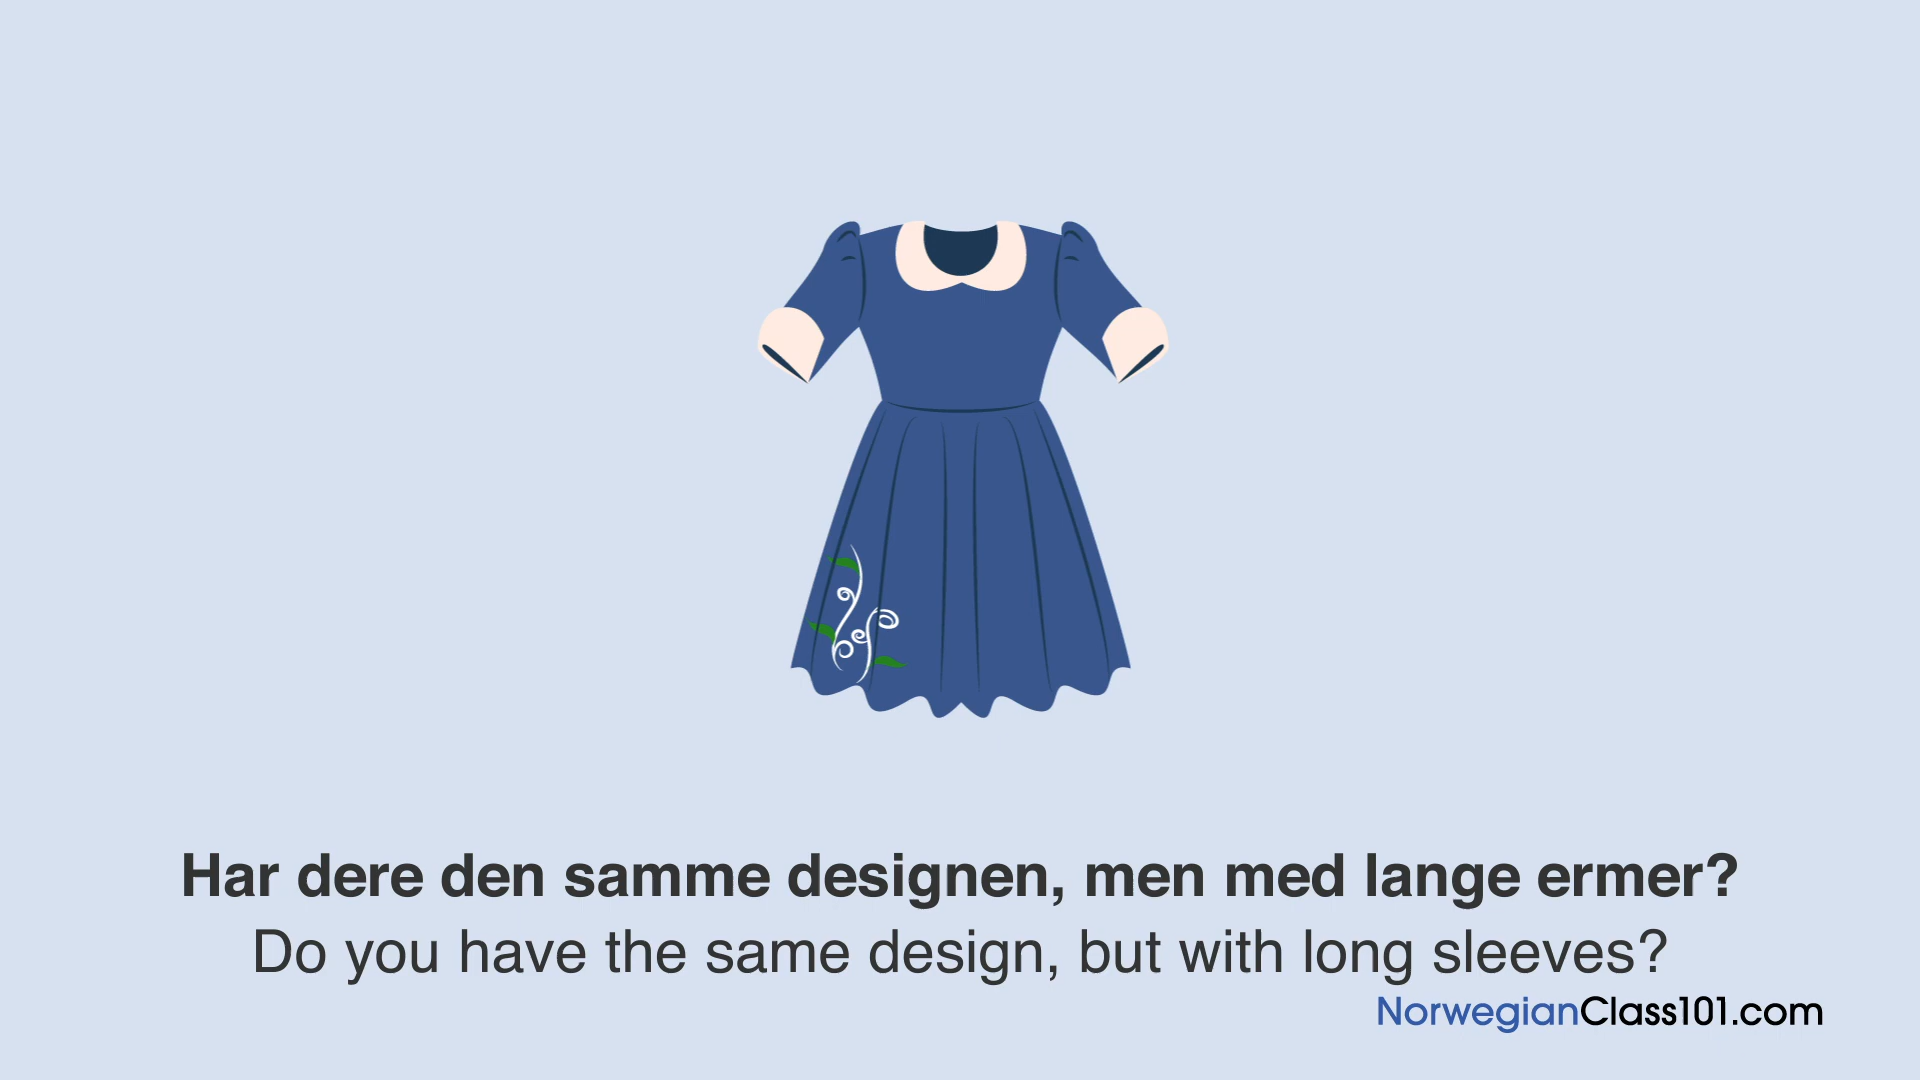 Har dere den samme designen, men med lange ermer?
Do you have the same design, but with long sleeves?
NorwegianClass101.com